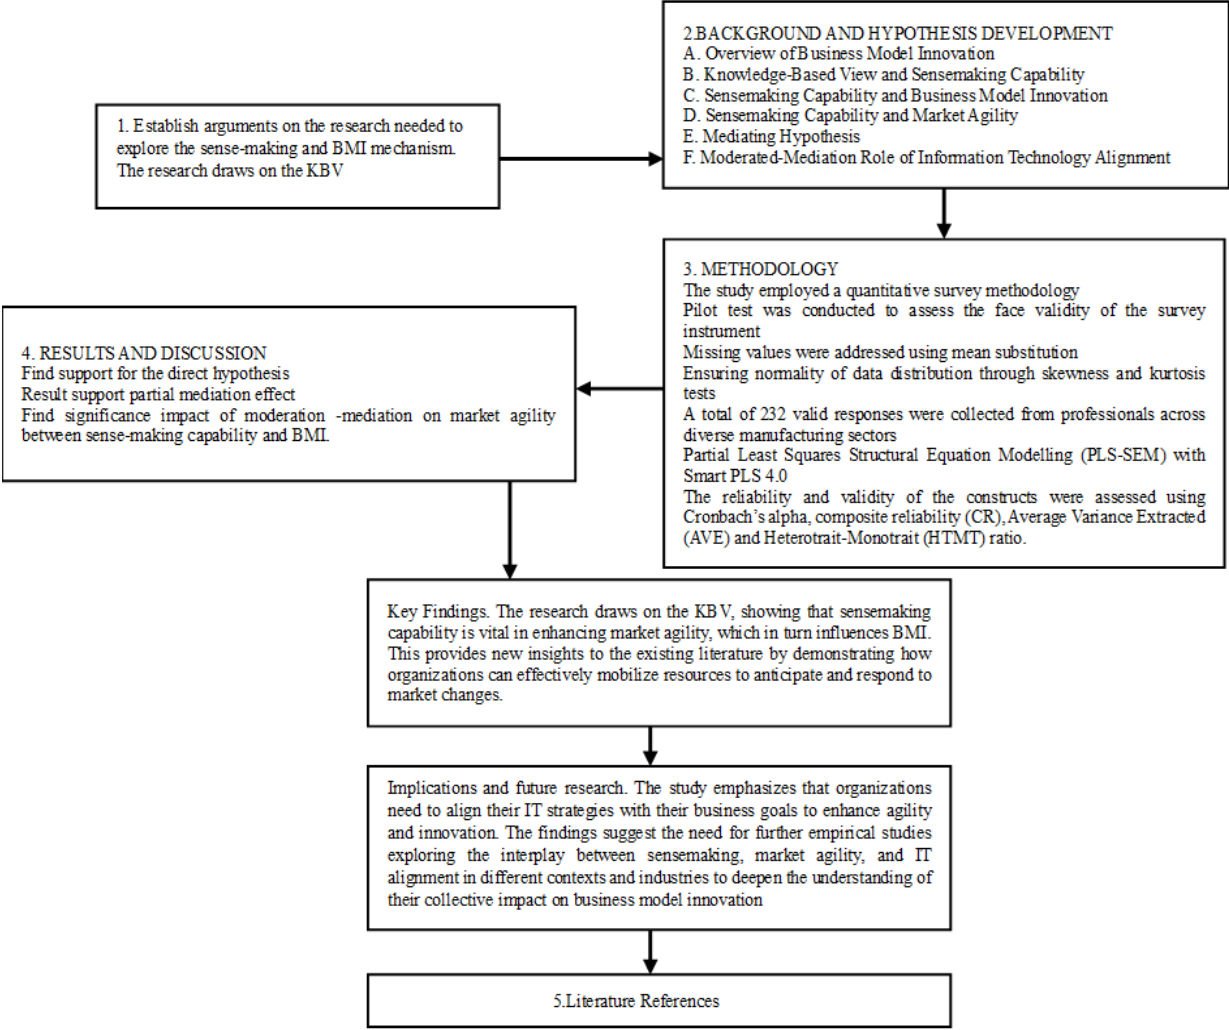 1. Establish arguments on the research needed to
explore the sense-making and BMI mechanism.
The research draws on the KBV
2.BACKGROUND AND HYPOTHESIS DEVELOPMENT
A. Overview of Business Model Innovation
B. Knowledge-Based View and Sensemaking Capability
C. Sensemaking Capability and Business Model Innovation
D. Sensemaking Capability and Market Agility
E. Mediating Hypothesis
F. Moderated-Mediation Role of Information Technology Alignment
3. METHODOLOGY
The study employed a quantitative survey methodology
Pilot test was conducted to assess the face validity of the survey
instrument
Missing values were addressed using mean substitution
Ensuring normality of data distribution through skewness and kurtosis
tests
A total of 232 valid responses were collected from professionals across
diverse manufacturing sectors
Partial Least Squares Structural Equation Modelling (PLS-SEM) with
Smart PLS 4.0
The reliability and validity of the constructs were assessed using
Cronbach's alpha, composite reliability (CR), Average Variance Extracted
(AVE) and Heterotrait-Monotrait (HTMT) ratio.
4. RESULTS AND DISCUSSION
Find support for the direct hypothesis
Result support partial mediation effect
Find significance impact of moderation -mediation on market agility
between sense-making capability and BMI.
Key Findings. The research draws on the KBV, showing that sensemaking
capability is vital in enhancing market agility, which in turn influences BMI.
This provides new insights to the existing literature by demonstrating how
organizations can effectively mobilize resources to anticipate and respond to
market changes.
Implications and future research. The study emphasizes that organizations
need to align their IT strategies with their business goals to enhance agility
and innovation. The findings suggest the need for further empirical studies
exploring the interplay between sensemaking, market agility, and IT
alignment in different contexts and industries to deepen the understanding of
their collective impact on business model innovation
5.Literature References